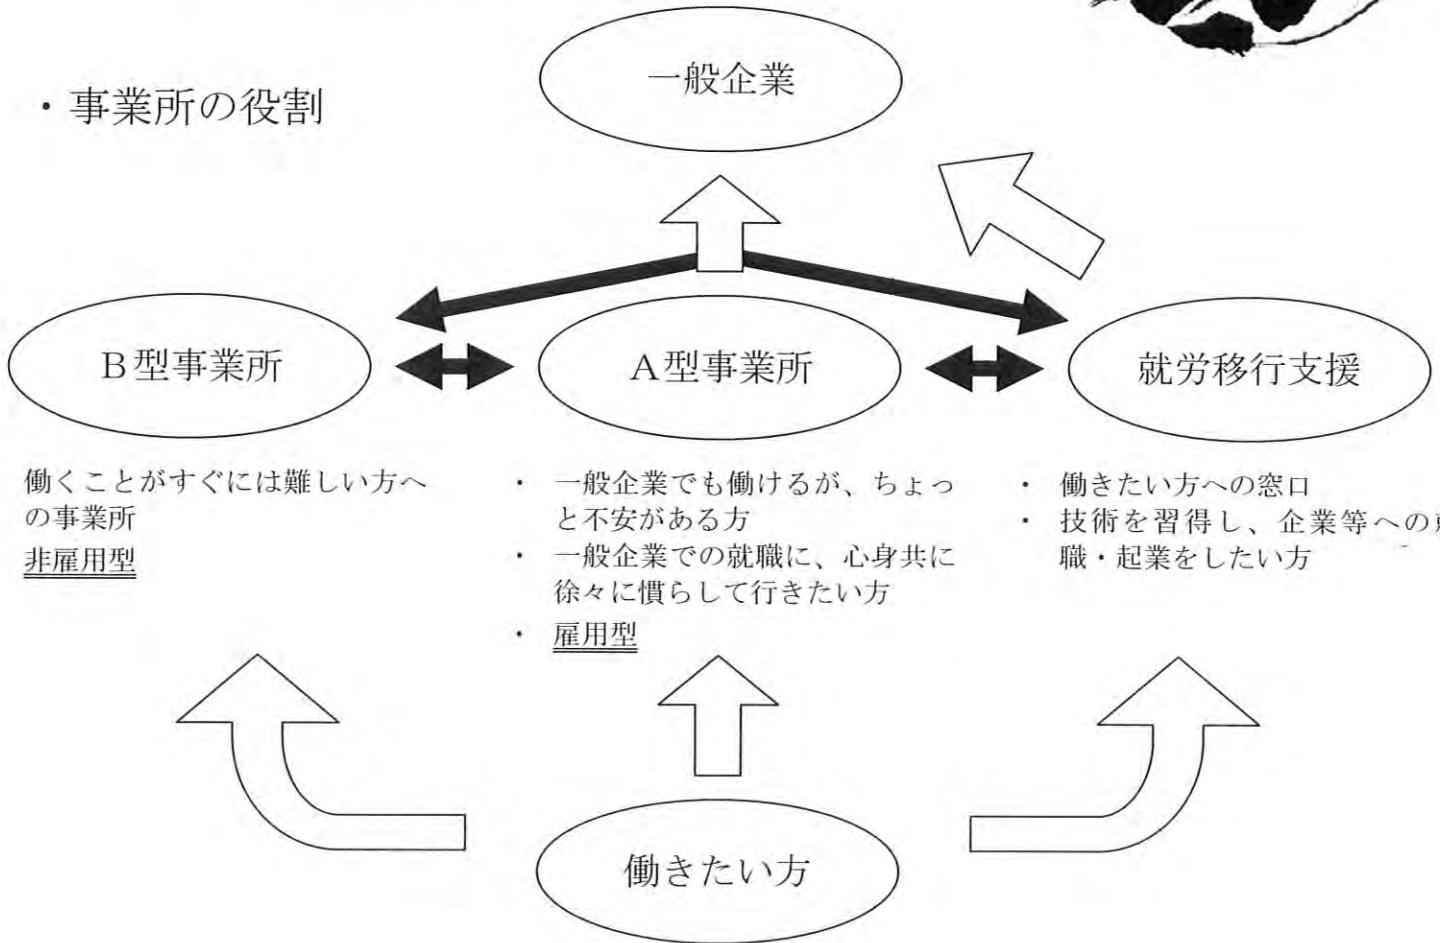 一般企業
・事業所の役割
B型事業所
A型事業所
就労移行支援
働くことがすぐには難しい方へ
の事業所
非雇用型
・ 一般企業でも働けるが、ちょっ
と不安がある方
・ 一般企業での就職に、心身共に
徐々に慣らして行きたい方
・ 雇用型
・ 働きたい方への窓口
・ 技術を習得し、企業等への
職・起業をしたい方
働きたい方